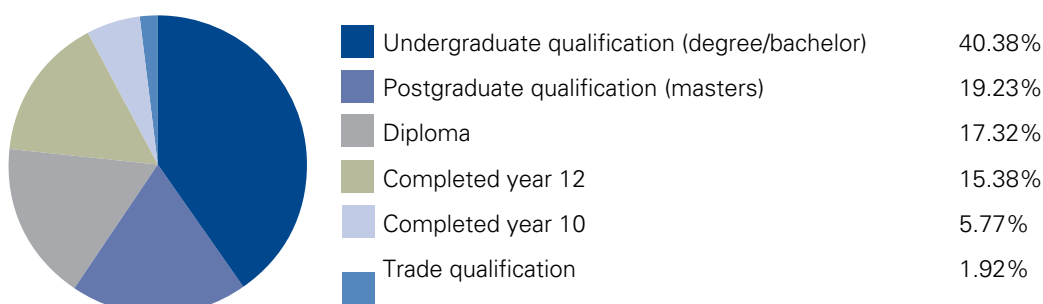 Undergraduate qualification (degree/bachelor) 40.38%
Postgraduate qualification (masters) 19.23%
Diploma 17.32%
Completed year 12 15.38%
Completed year 10 5.77%
Trade qualification 1.92%